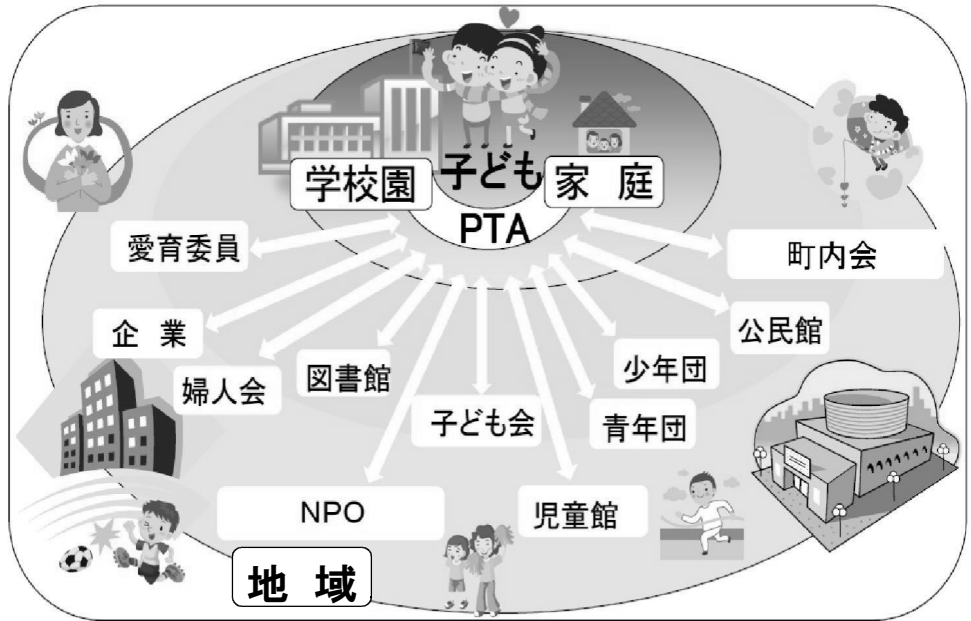 子ども
学校園
家 庭
PTA
愛育委員
町内会
企 業
公民館
婦人会
図書館
少年団
子ども会
青年団
NPO
児童館
地 域